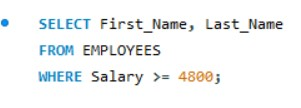 SELECT First_Name, Last_Name
FROM EMPLOYEES
WHERE Salary >= 4800;